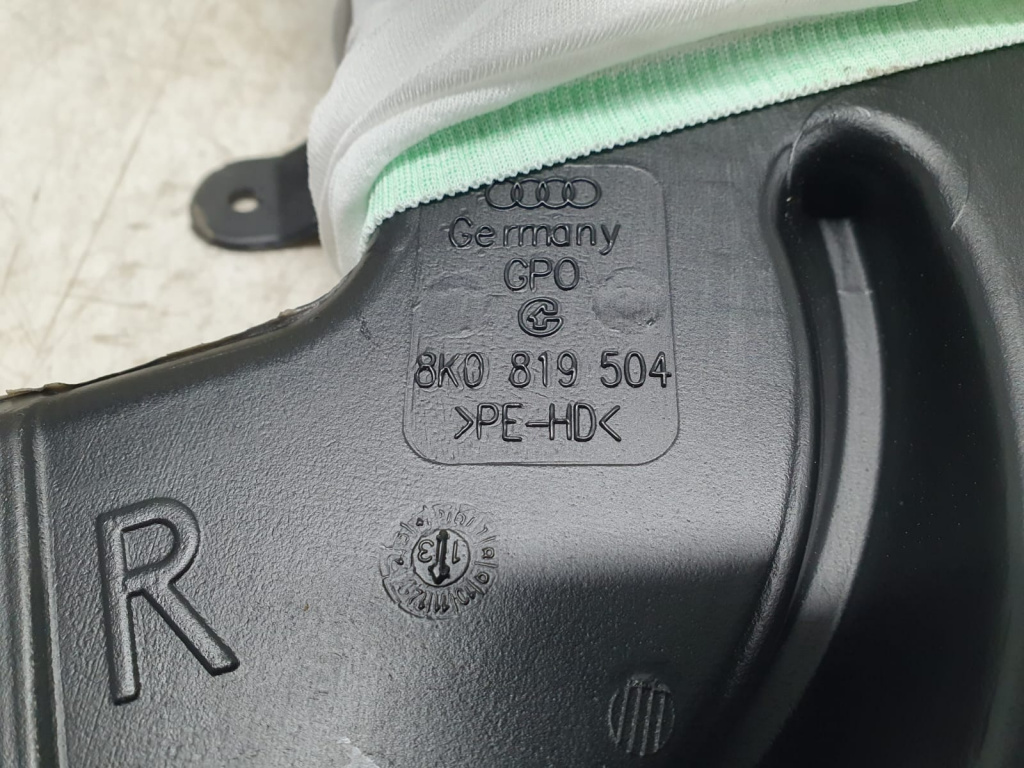 Germany
GPO
8K0 819 504
>PE-HD<
R
13